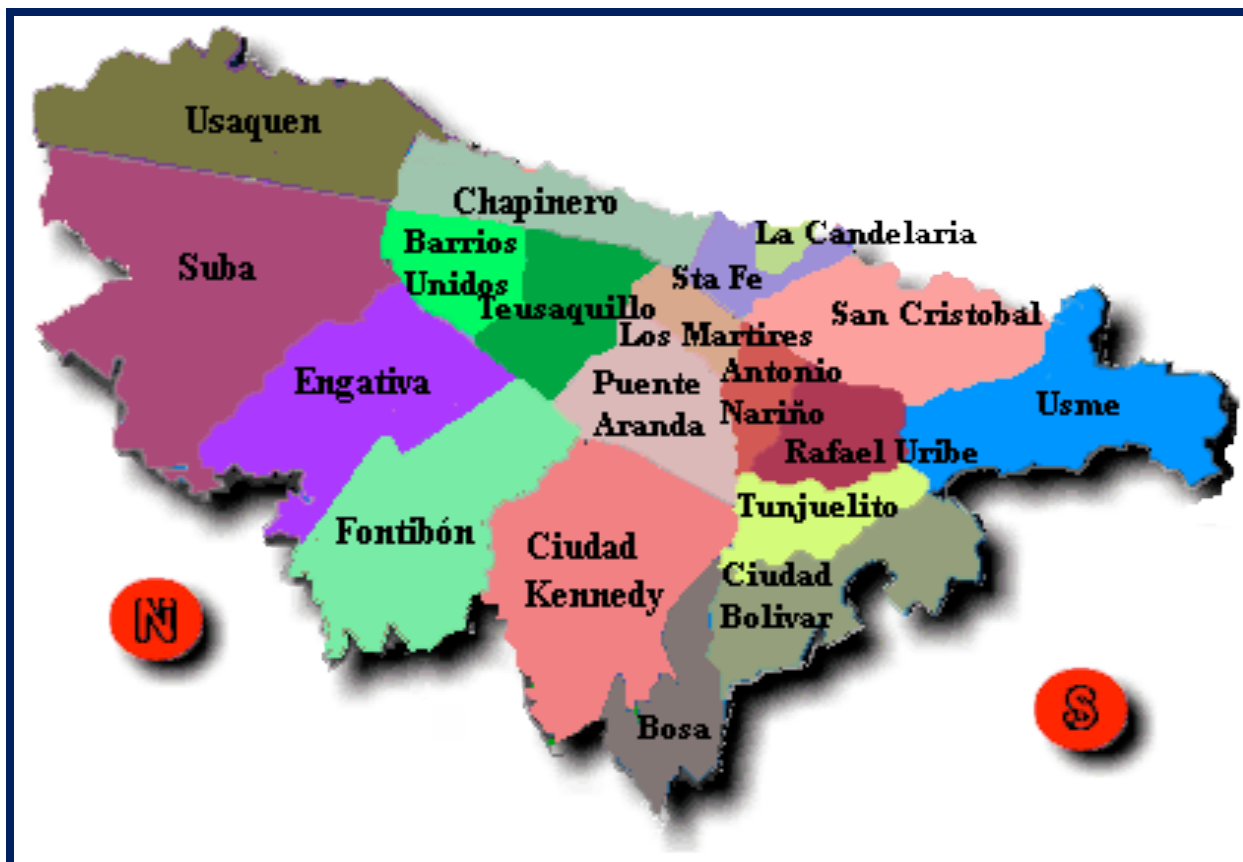 Usaquen
Chapinero
La Candelaria
Barrios
Unidos
Suba
Sta Fe
Teusaquillo
San Cristobal
Los Martires
Engativa
Puente
Aranda
Antonio
Nariño
Usme
Rafael Uribe
Fontibón
Tunjuelito
Ciudad
Kennedy
Ciudad
Bolivar
N
S
Bosa